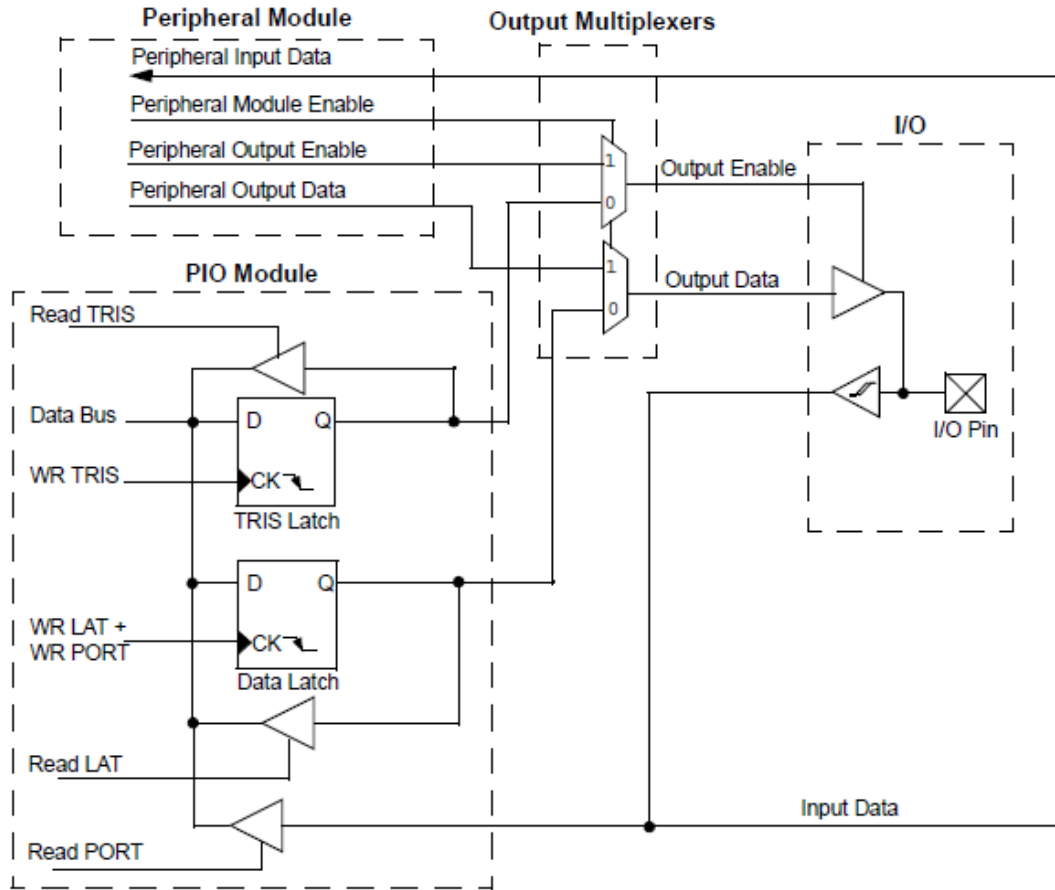 Peripheral Module
Output Multiplexers
Peripheral Input Data
Peripheral Module Enable
I/O
Peripheral Output Enable
1
Output Enable
Peripheral Output Data
0
PIO Module
1
Output Data
Read TRIS
0
Data Bus
D
Q
I/O Pin
WR TRIS
CK
TRIS Latch
D
Q
WR LAT +
WR PORT
CK
Data Latch
Read LAT
Input Data
Read PORT